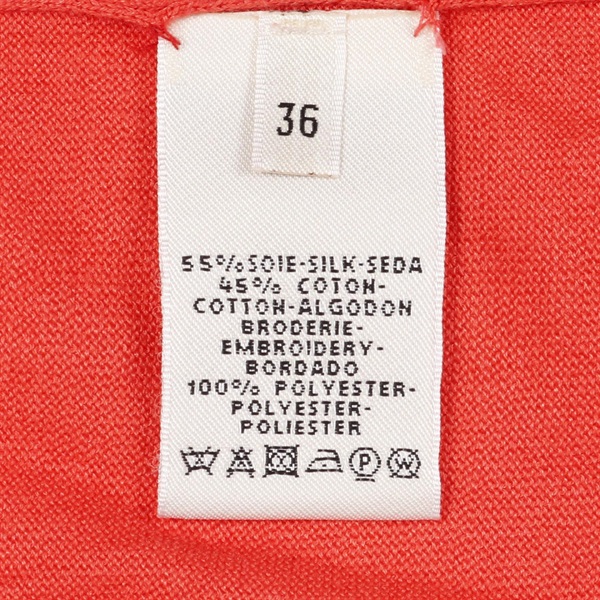 36
55% SOIE-SILK-SEDA
45% COTON-
COTTON-ALGODON
BRODERIE-
EMBROIDERY-
BORDADO
100% POLYESTER-
POLYESTER-
POLIESTER
A P W